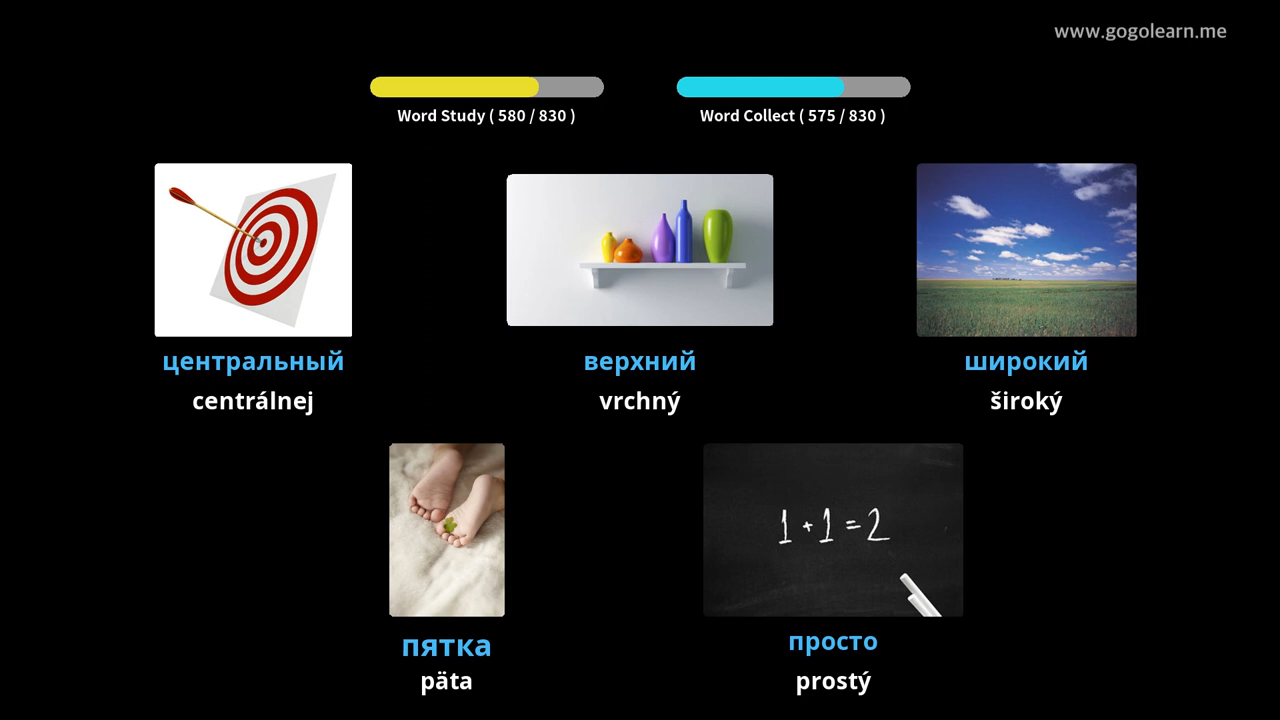 www.gogolearn.me
Word Study ( 580 / 830 )
Word Collect ( 575 / 830 )
центральный
верхний
широкий
centrálnej
vrchný
široký
1 + 1 = 2
пятка
просто
päta
prostý